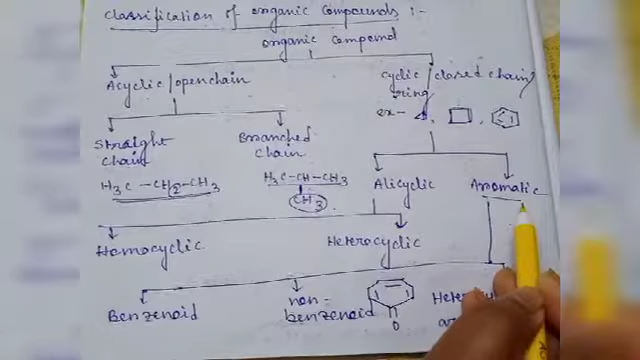 Classification of organic compounds :-
organic compound
Acyclic/openchain
cyclic/closed chain/
ring
ex-
Straight
chain
Branched
chain
H3C-CH2-CH3
H3C-CH-CH3
CH3
Alicyclic
Aromatic
Homocyclic
Heterocyclic
Benzenoid
non-
benzenoid
O